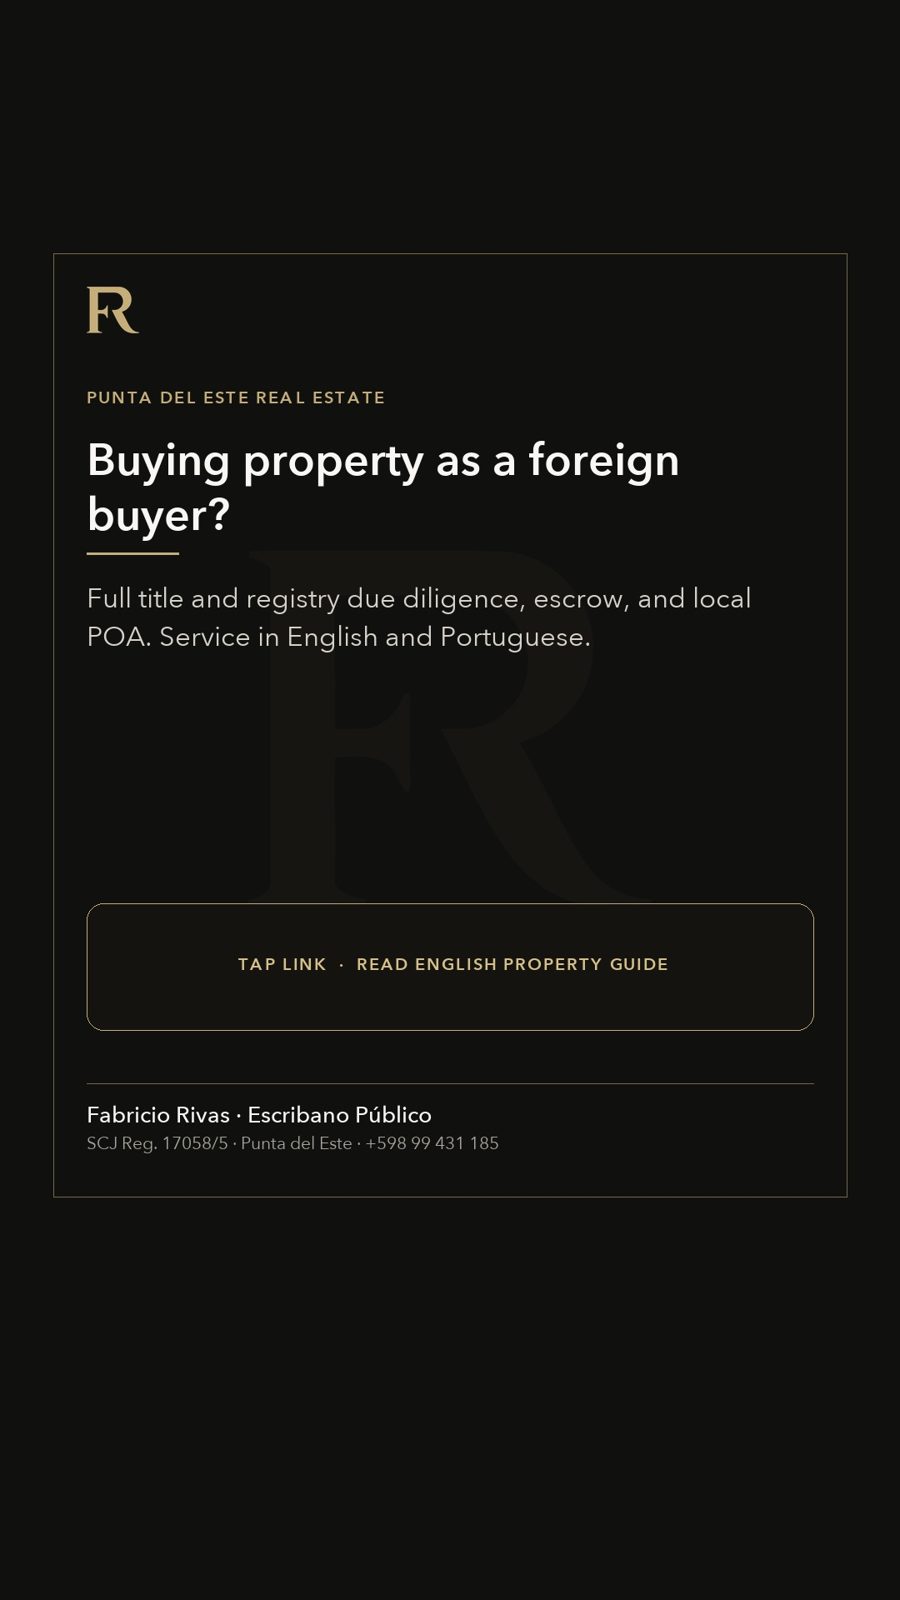 FR
PUNTA DEL ESTE REAL ESTATE
Buying property as a foreign
buyer?
Full title and registry due diligence, escrow, and local
POA. Service in English and Portuguese.
TAP LINK · READ ENGLISH PROPERTY GUIDE
Fabricio Rivas · Escribano Público
SCJ Reg. 17058/5 · Punta del Este · +598 99 431 185